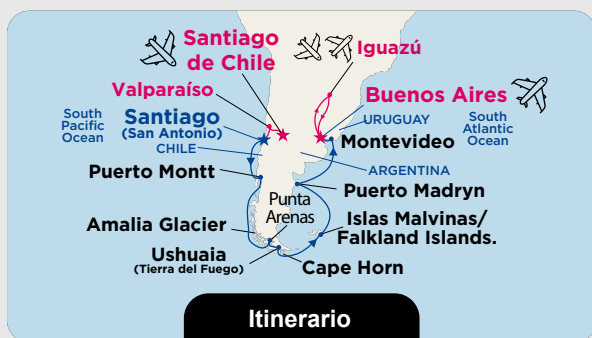 Santiago
de Chile
Iguazú
Valparaíso
Buenos Aires
South
Pacific
Ocean
Santiago
(San Antonio)
CHILE
URUGUAY
South
Atlantic
Ocean
Montevideo
ARGENTINA
Puerto Montt
Puerto Madryn
Punta
Arenas
Amalia Glacier
Islas Malvinas/
Falkland Islands.
Ushuaia
(Tierra del Fuego)
Cape Horn
Itinerario